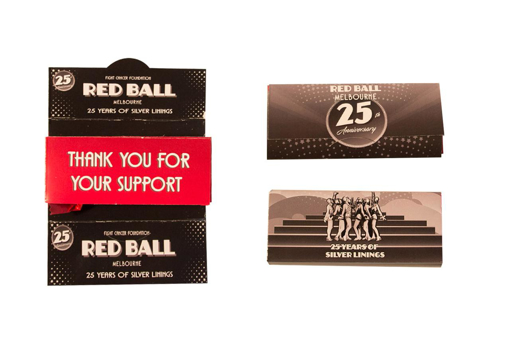 25
FIGHT CANCER FOUNDATION
RED BALL
MELBOURNE
25 YEARS OF SILVER LININGS
THANK YOU FOR
YOUR SUPPORT
25
FIGHT CANCER FOUNDATION
RED BALL
MELBOURNE
25 YEARS OF SILVER LININGS
RED BALL
MELBOURNE
25th
Anniversary
25 YEARS OF
SILVER LININGS